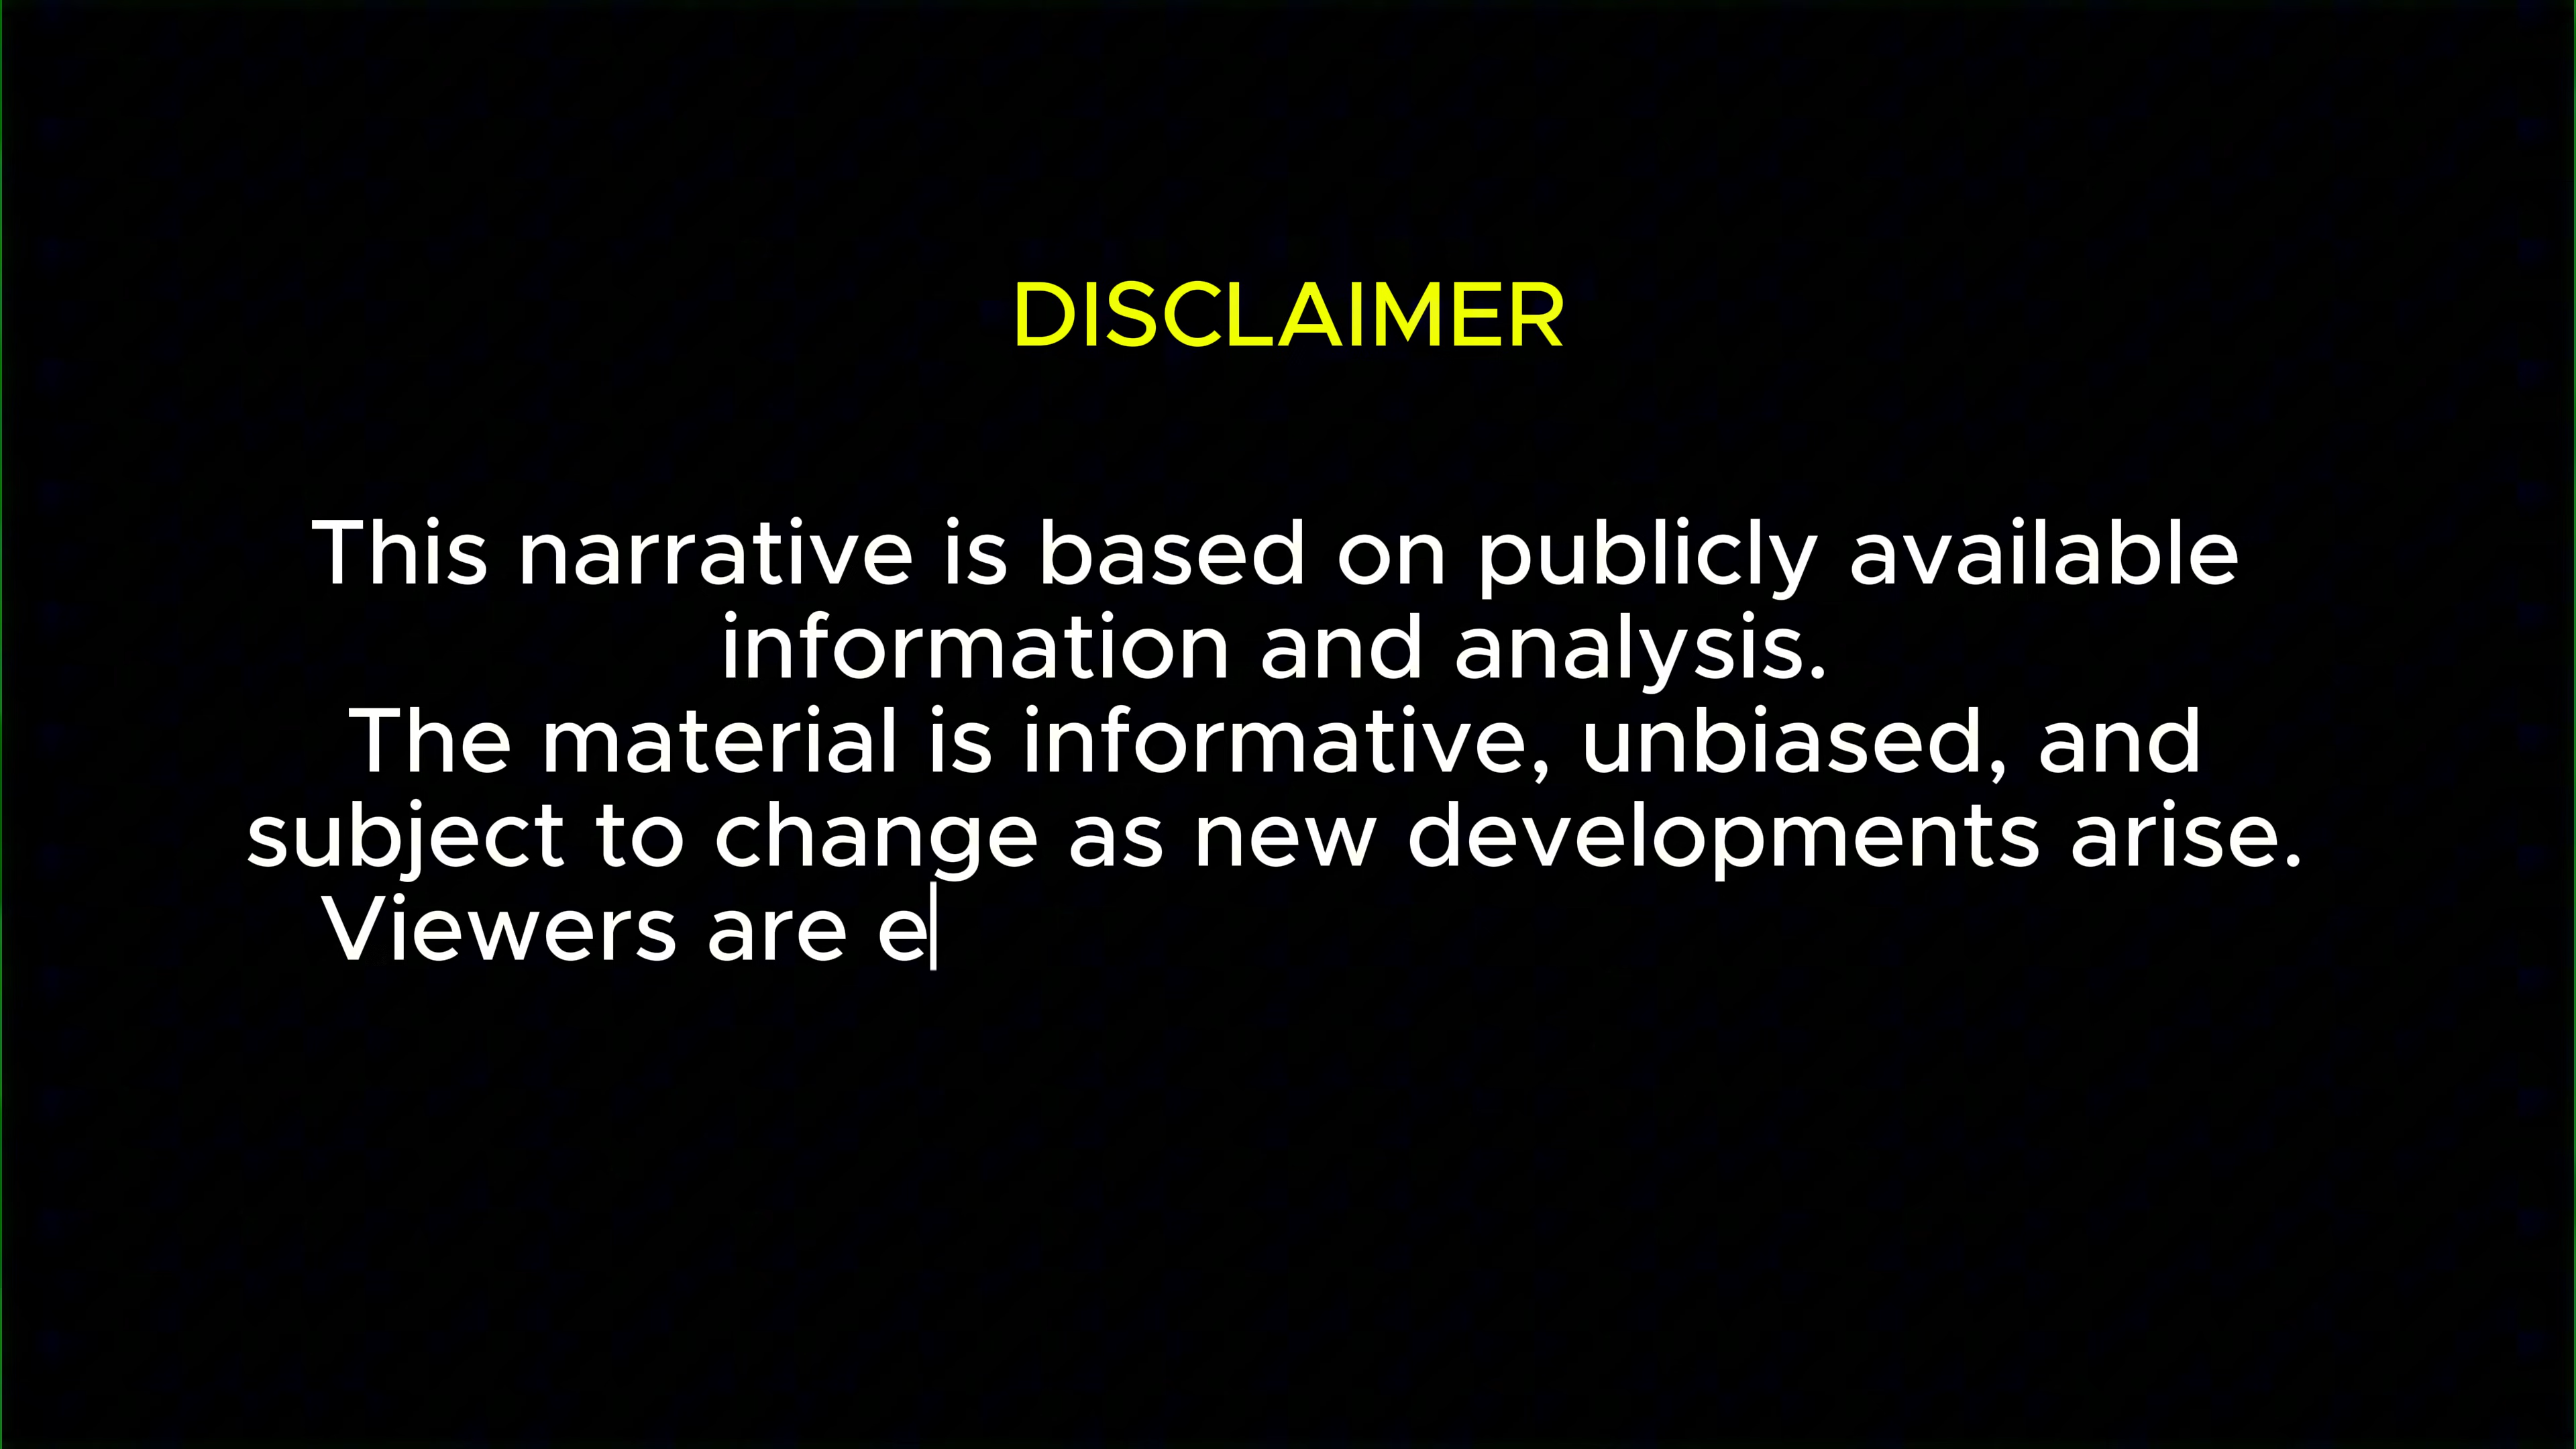 DISCLAIMER
This narrative is based on publicly available
information and analysis.
The material is informative, unbiased, and
subject to change as new developments arise.
Viewers are e